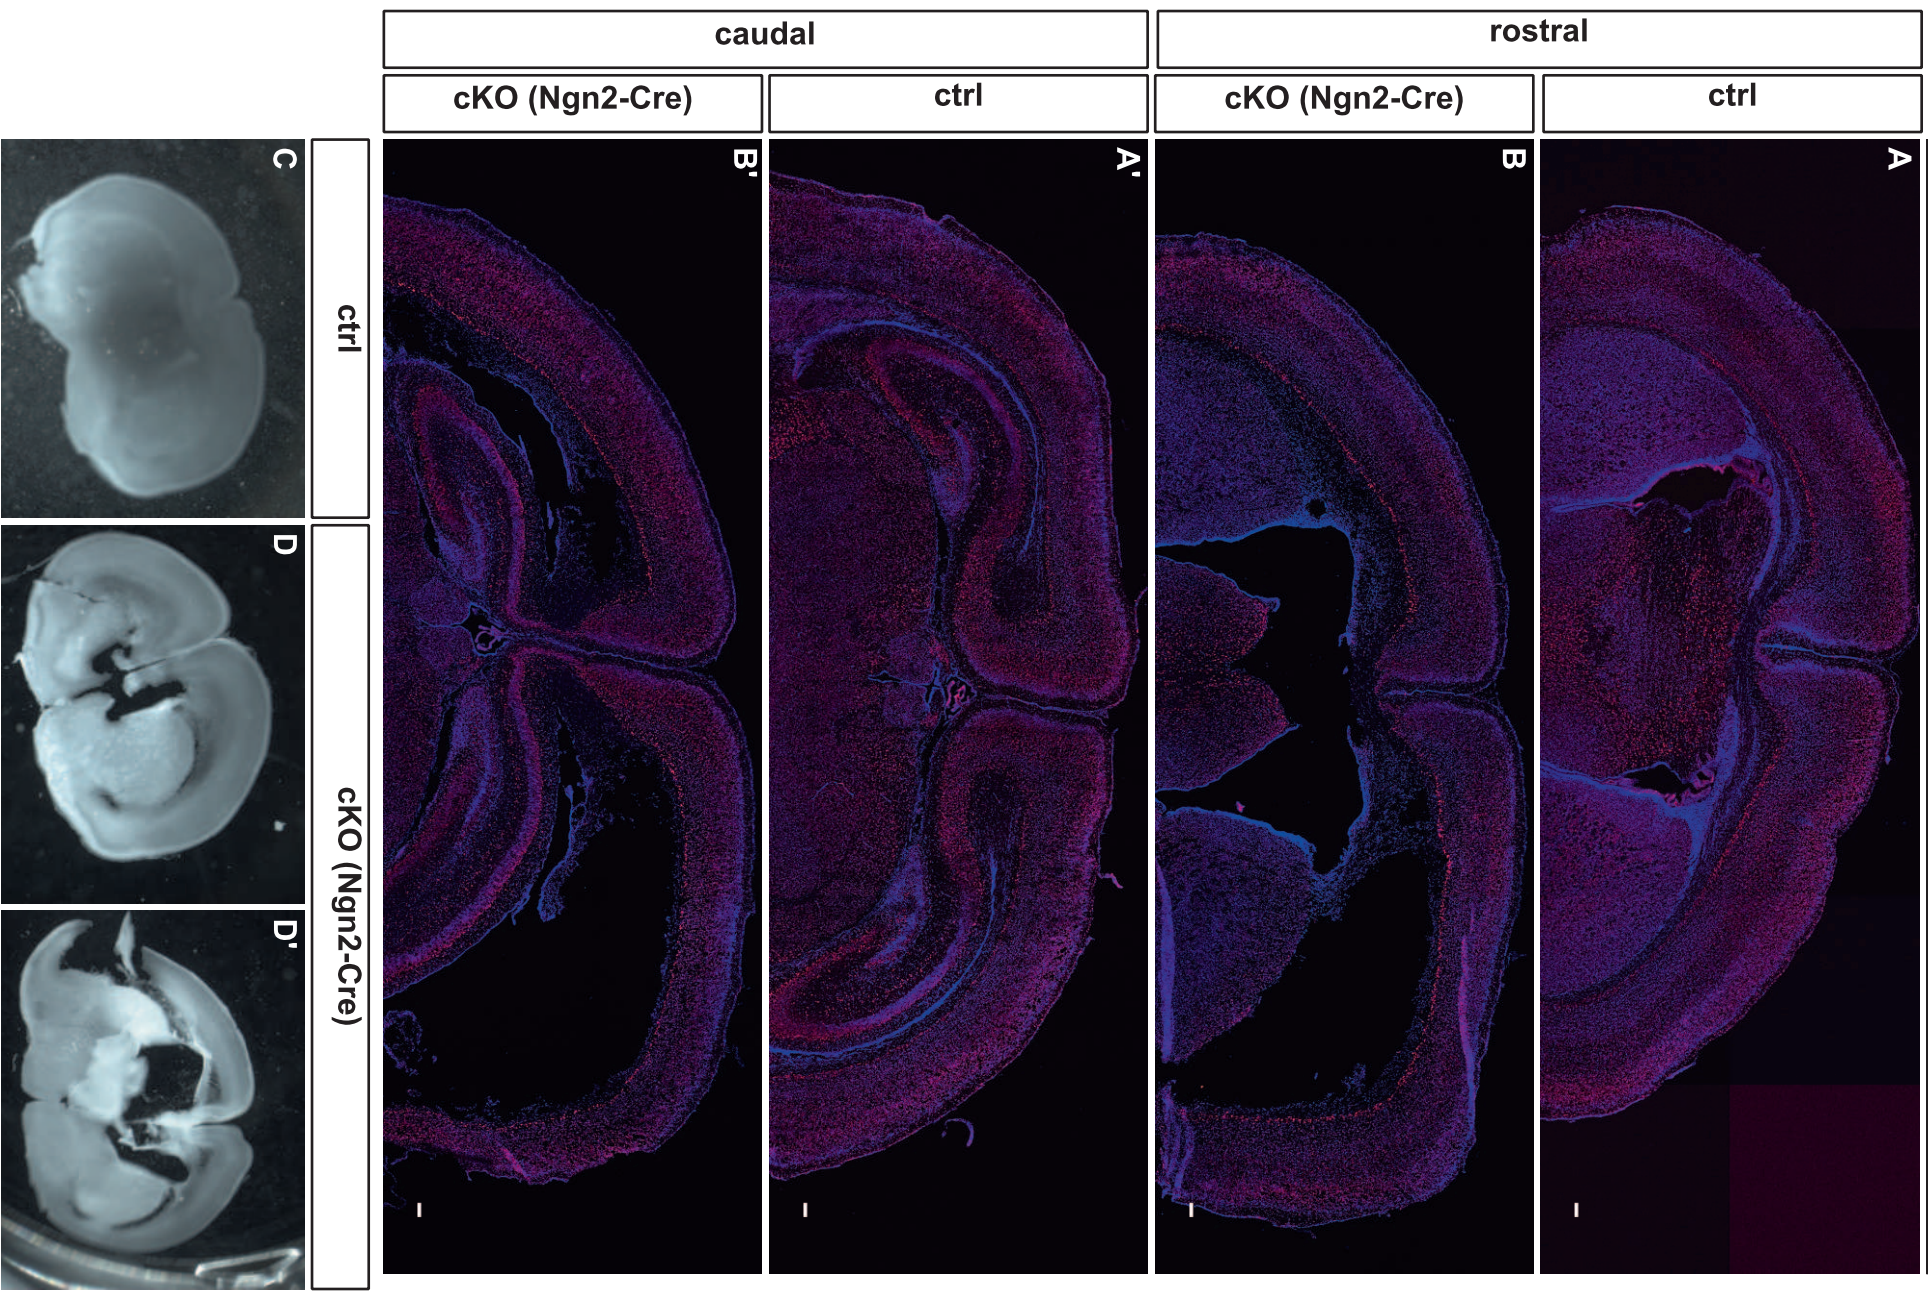 caudal
rostral
cKO (Ngn2-Cre)
ctrl
cKO (Ngn2-Cre)
ctrl
B'
A'
B
A
ctrl
cKO (Ngn2-Cre)
C
D
D'